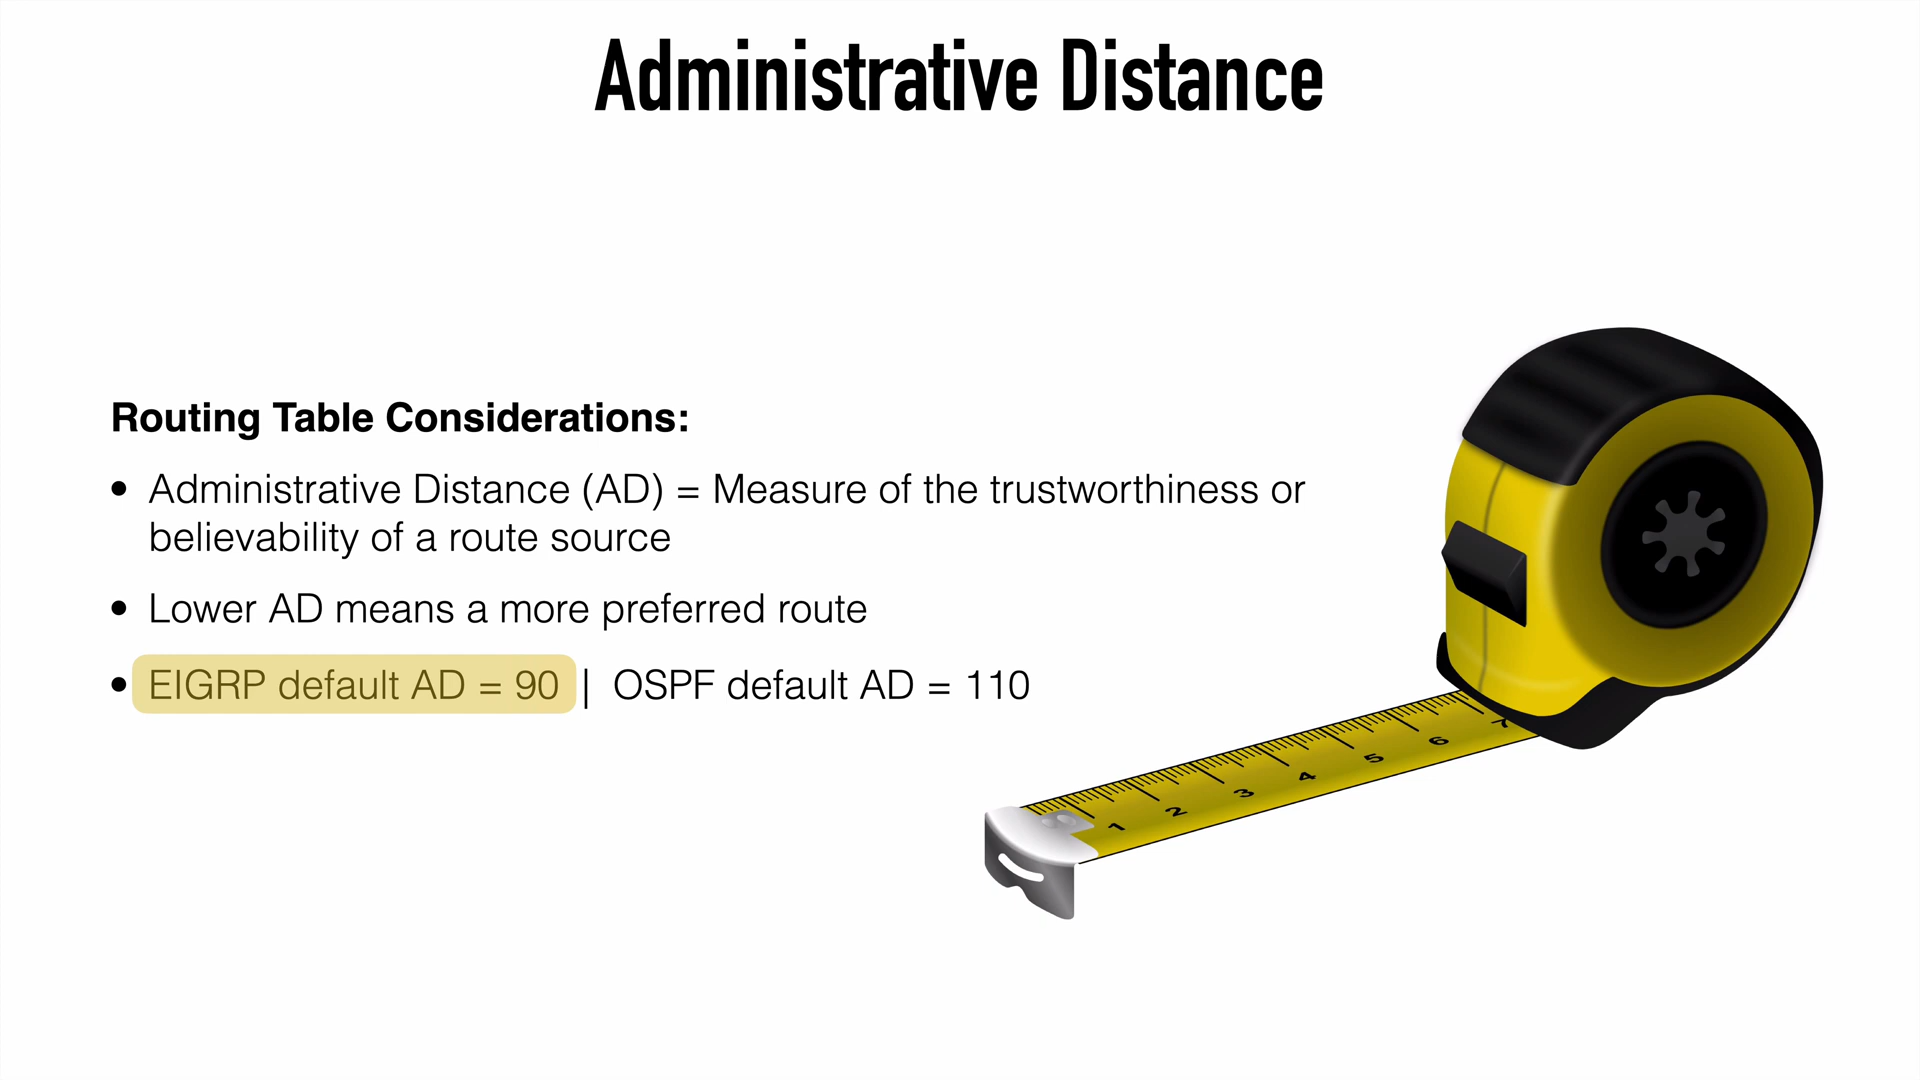 Administrative Distance
Routing Table Considerations:
• Administrative Distance (AD) = Measure of the trustworthiness or
believability of a route source
• Lower AD means a more preferred route
• EIGRP default AD = 90 | OSPF default AD = 110
1 2 3 4 5 6 7